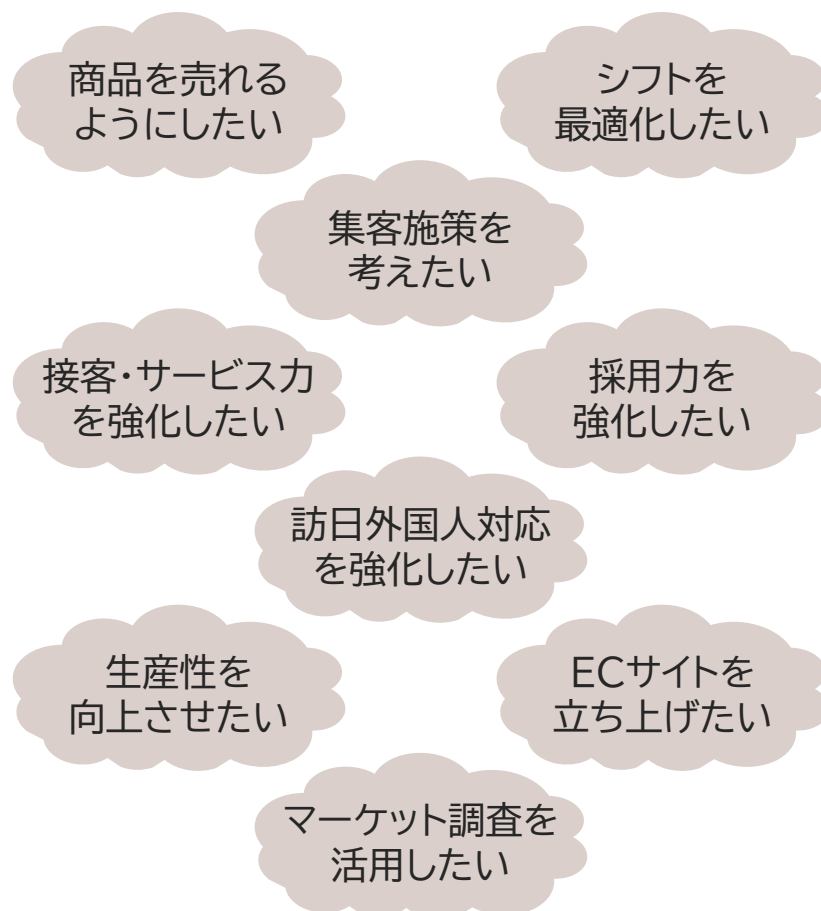 商品を売れる
ようにしたい
シフトを
最適化したい
集客施策を
考えたい
接客・サービス力
を強化したい
採用力を
強化したい
訪日外国人対応
を強化したい
生産性を
向上させたい
ECサイトを
立ち上げたい
マーケット調査を
活用したい